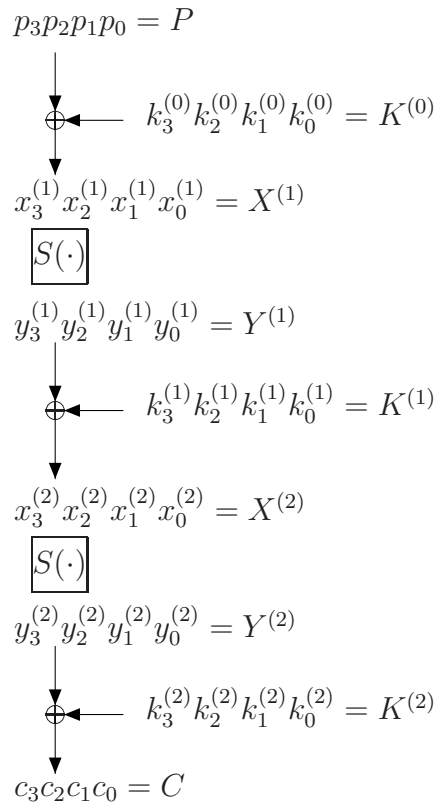 p_3p_2p_1p_0 = P
k_3^{(0)}k_2^{(0)}k_1^{(0)}k_0^{(0)} = K^{(0)}
x_3^{(1)}x_2^{(1)}x_1^{(1)}x_0^{(1)} = X^{(1)}
S(·)
y_3^{(1)}y_2^{(1)}y_1^{(1)}y_0^{(1)} = Y^{(1)}
k_3^{(1)}k_2^{(1)}k_1^{(1)}k_0^{(1)} = K^{(1)}
x_3^{(2)}x_2^{(2)}x_1^{(2)}x_0^{(2)} = X^{(2)}
S(·)
y_3^{(2)}y_2^{(2)}y_1^{(2)}y_0^{(2)} = Y^{(2)}
k_3^{(2)}k_2^{(2)}k_1^{(2)}k_0^{(2)} = K^{(2)}
c_3c_2c_1c_0 = C